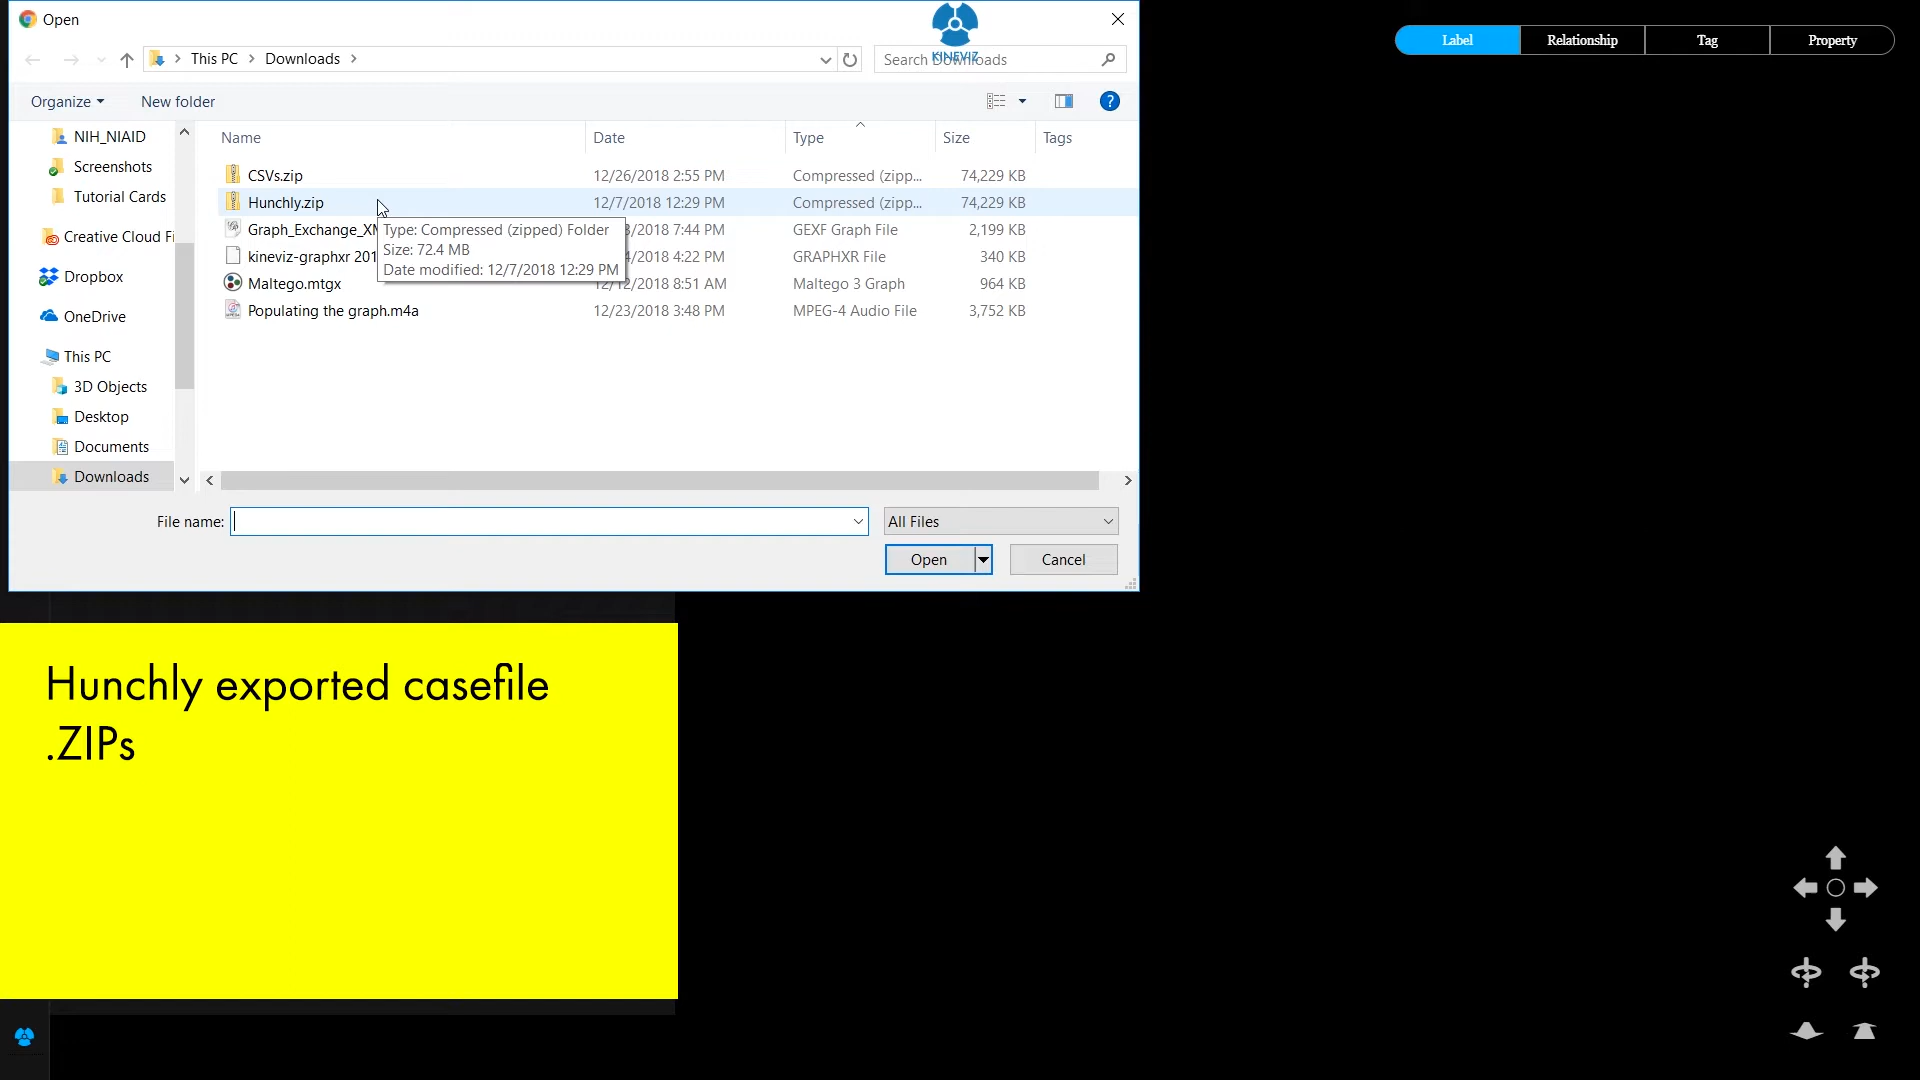 Open
KINEVIZ
This PC > Downloads >
Search Downloads
Organize
New folder
?
Name
Date
Type
Size
Tags
NIH_NIAID
Screenshots
Tutorial Cards
Creative Cloud Fi
Dropbox
OneDrive
This PC
3D Objects
Desktop
Documents
Downloads
CSVs.zip 12/26/2018 2:55 PM Compressed (zipp... 74,229 KB
Hunchly.zip 12/7/2018 12:29 PM Compressed (zipp... 74,229 KB
Graph_Exchange_XM 3/2018 7:44 PM GEXF Graph File 2,199 KB
kineviz-graphxr 201 4/2018 4:22 PM GRAPHXR File 340 KB
Maltego.mtgx 12/12/2018 8:51 AM Maltego 3 Graph 964 KB
Populating the graph.m4a 12/23/2018 3:48 PM MPEG-4 Audio File 3,752 KB
Type: Compressed (zipped) Folder
Size: 72.4 MB
Date modified: 12/7/2018 12:29 PM
File name:
All Files
Open
Cancel
Label
Relationship
Tag
Property
Hunchly exported casefile
.ZIPs